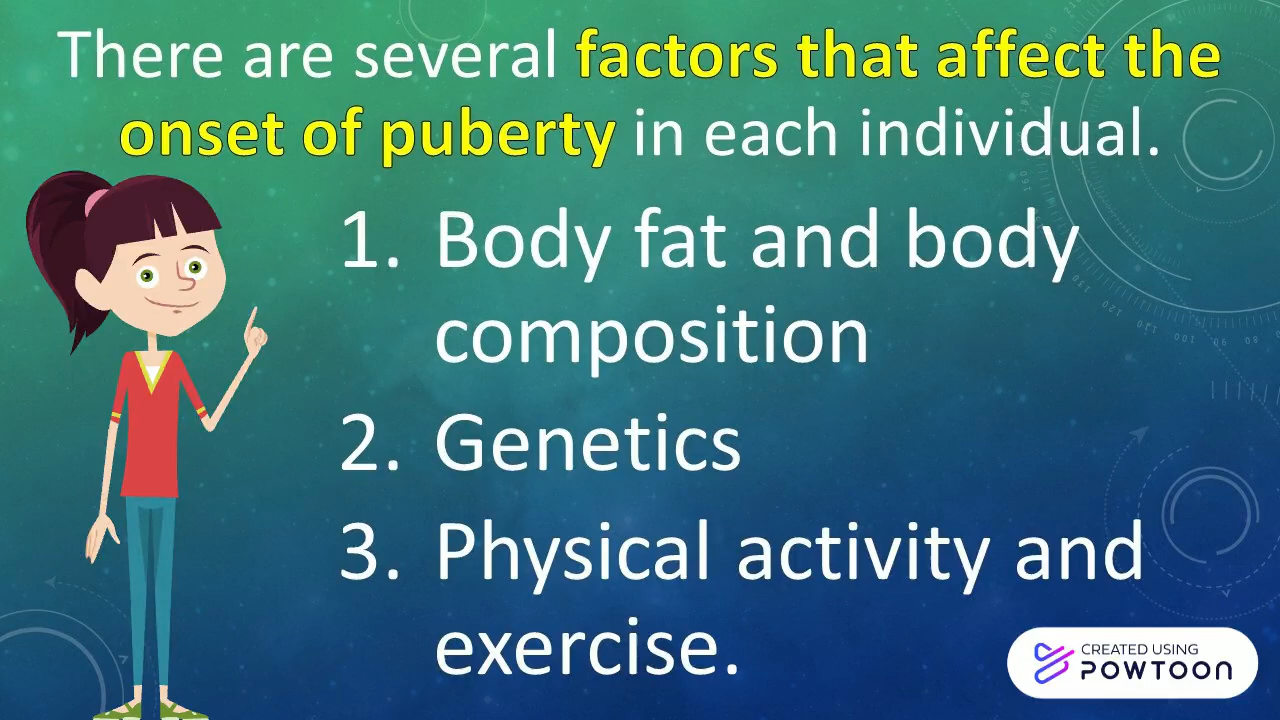 There are several factors that affect the
onset of puberty in each individual.
1. Body fat and body
composition
2. Genetics
3. Physical activity and
exercise.
CREATED USING
POWTOON